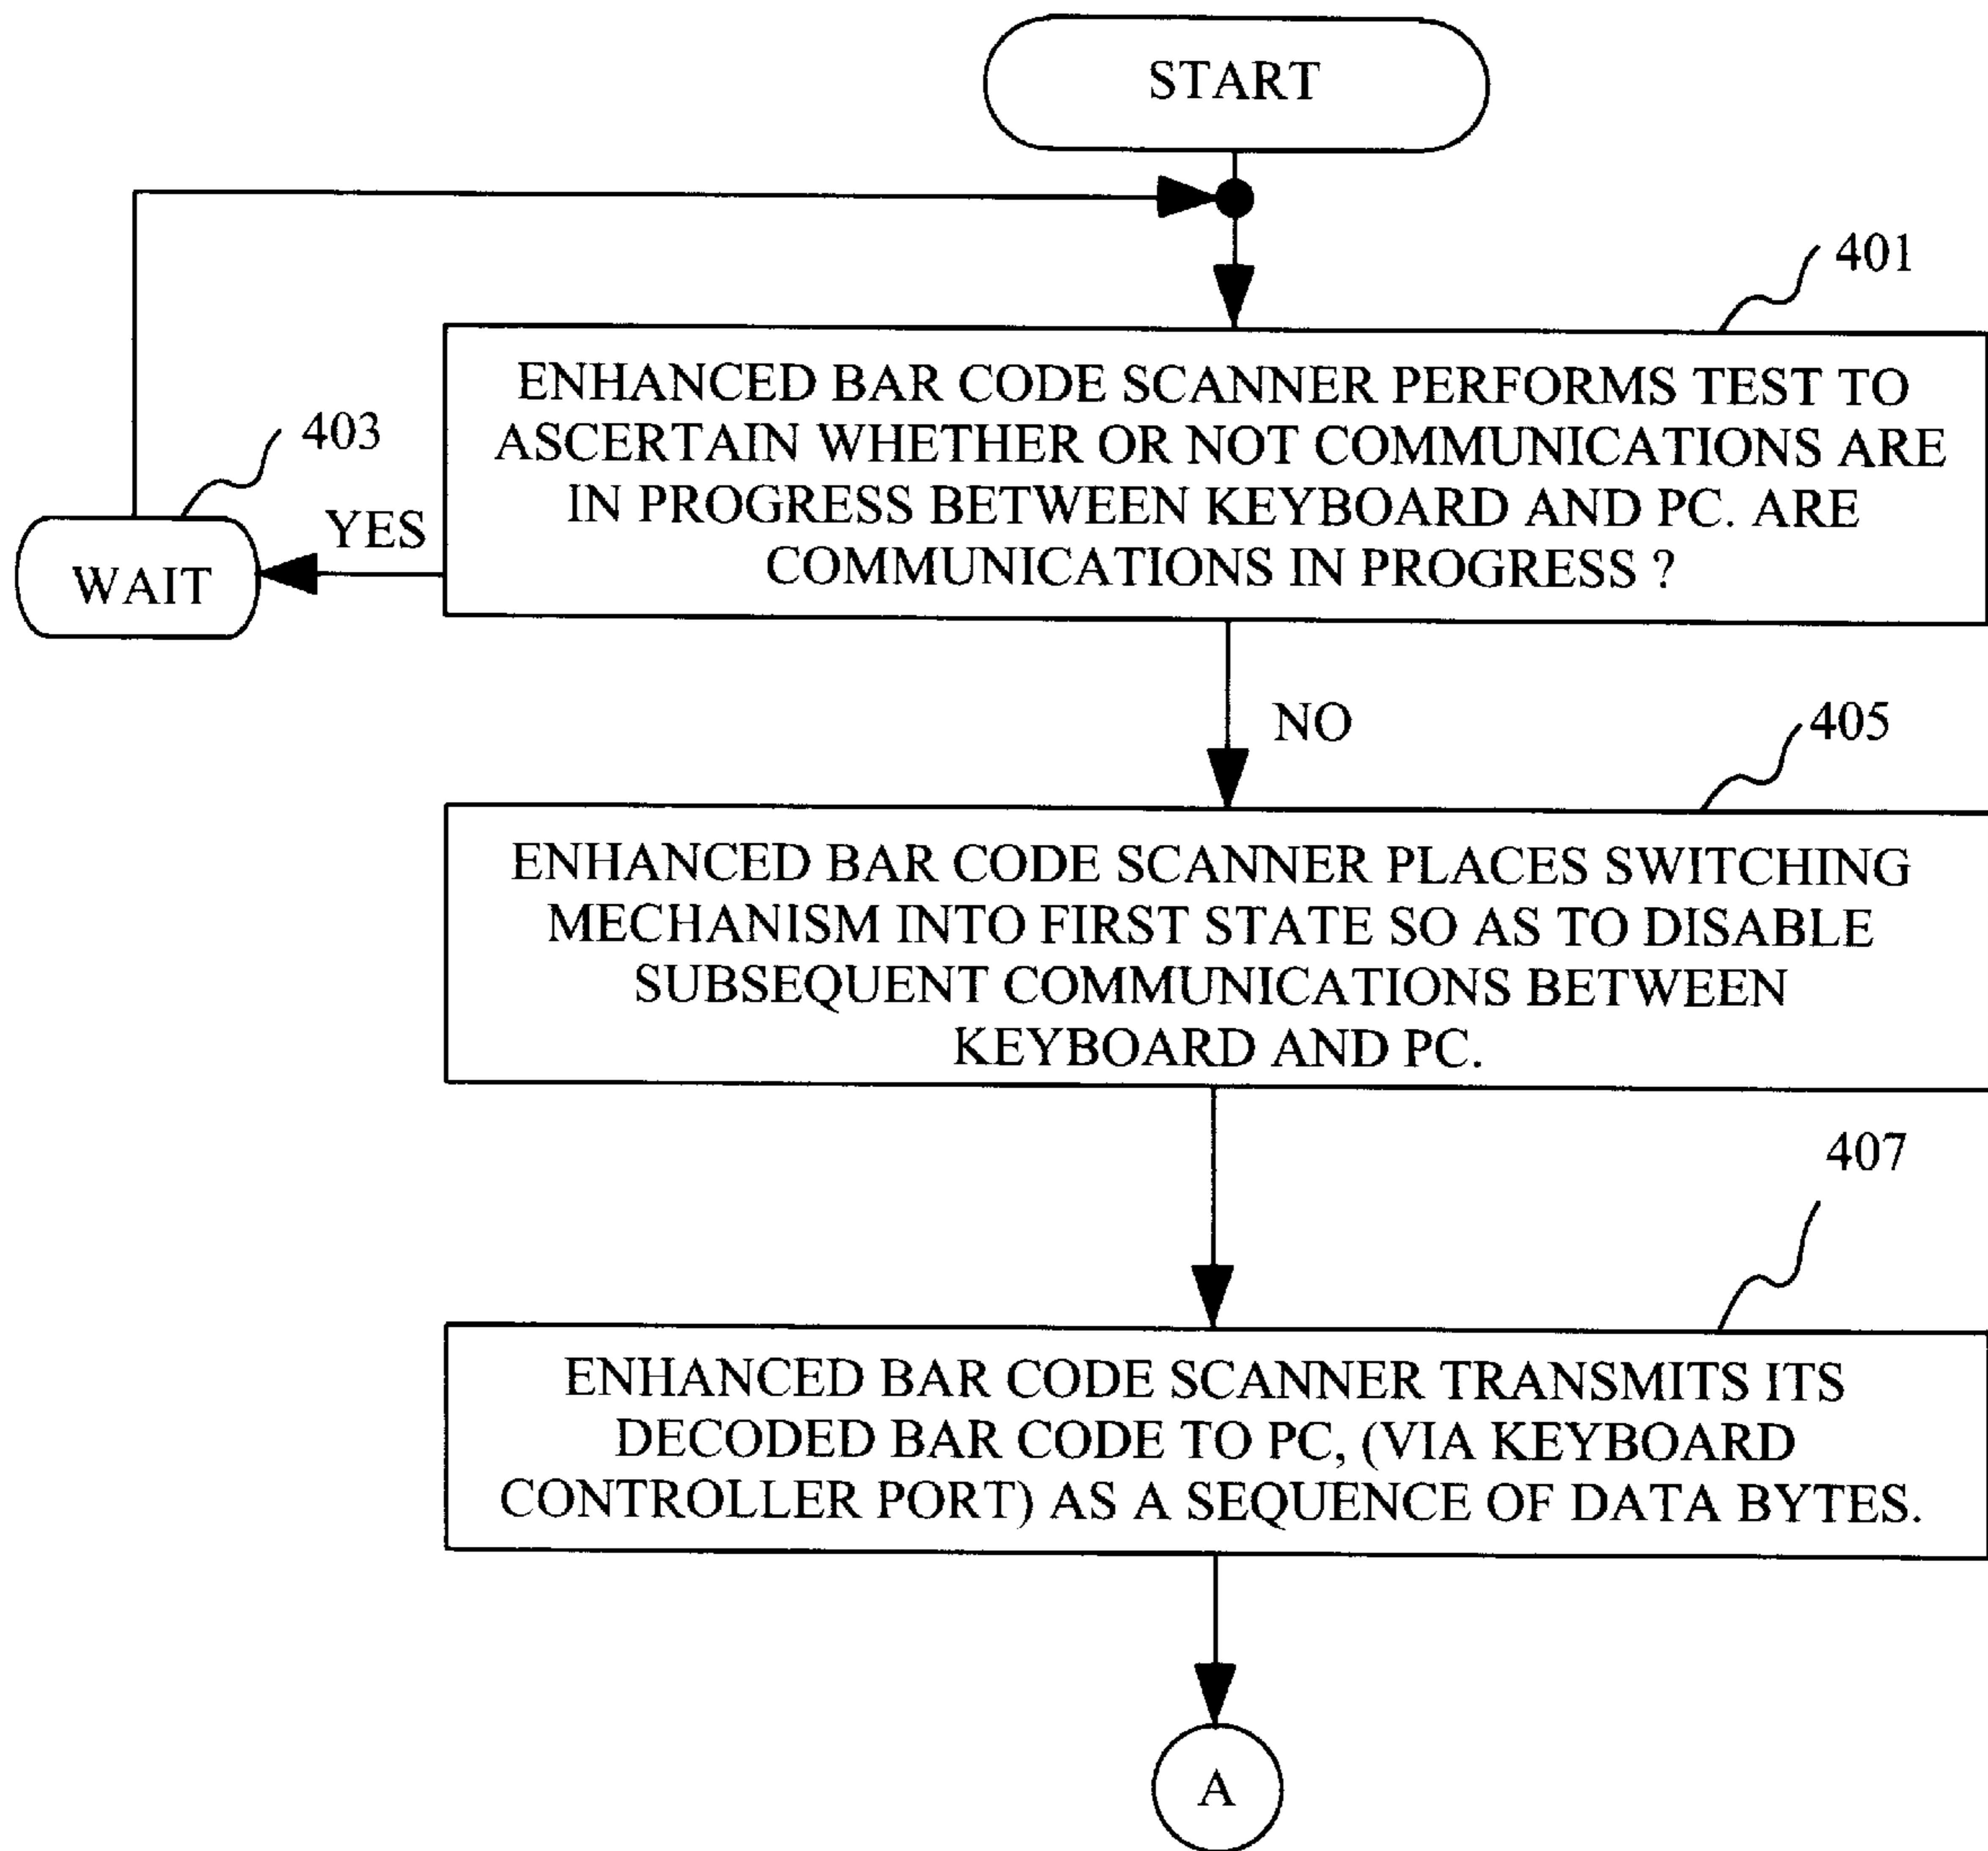 START
401
ENHANCED BAR CODE SCANNER PERFORMS TEST TO
ASCERTAIN WHETHER OR NOT COMMUNICATIONS ARE
IN PROGRESS BETWEEN KEYBOARD AND PC. ARE
COMMUNICATIONS IN PROGRESS ?
403
YES
WAIT
NO
405
ENHANCED BAR CODE SCANNER PLACES SWITCHING
MECHANISM INTO FIRST STATE SO AS TO DISABLE
SUBSEQUENT COMMUNICATIONS BETWEEN
KEYBOARD AND PC.
407
ENHANCED BAR CODE SCANNER TRANSMITS ITS
DECODED BAR CODE TO PC, (VIA KEYBOARD
CONTROLLER PORT) AS A SEQUENCE OF DATA BYTES.
A